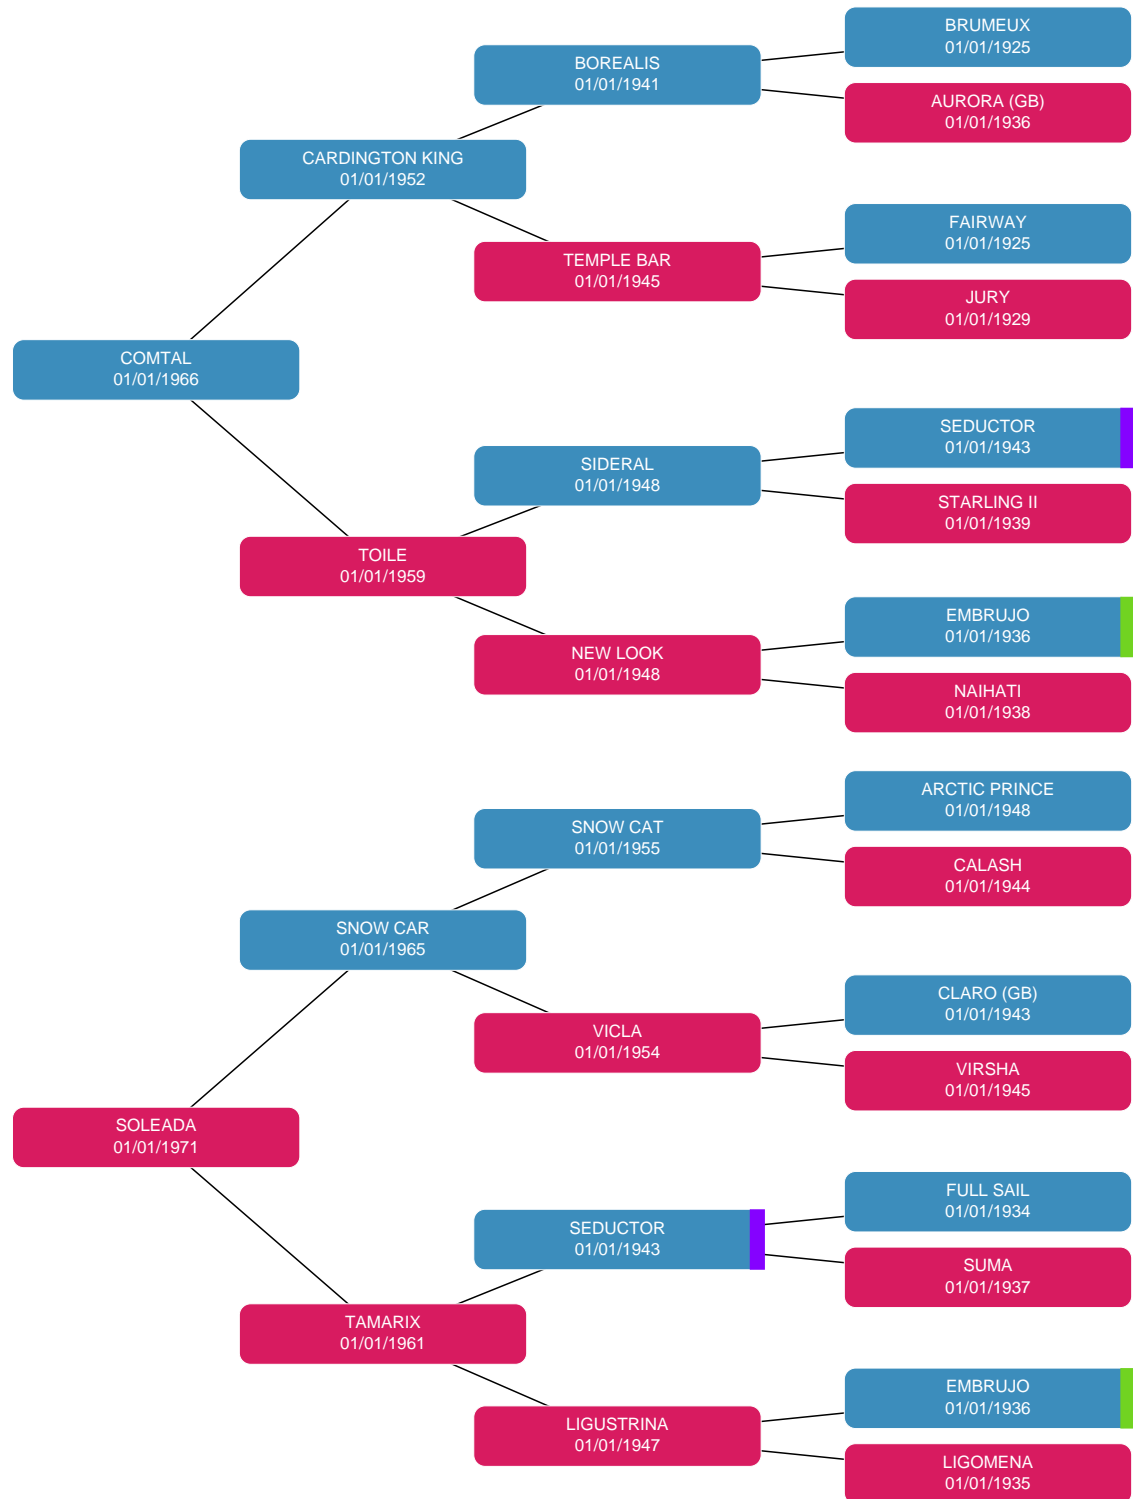 BRUMEUX
01/01/1925
BOREALIS
01/01/1941
AURORA (GB)
01/01/1936
CARDINGTON KING
01/01/1952
FAIRWAY
01/01/1925
TEMPLE BAR
01/01/1945
JURY
01/01/1929
COMTAL
01/01/1966
SEDUCTOR
01/01/1943
SIDERAL
01/01/1948
STARLING II
01/01/1939
TOILE
01/01/1959
EMBRUJO
01/01/1936
NEW LOOK
01/01/1948
NAIHATI
01/01/1938
ARCTIC PRINCE
01/01/1948
SNOW CAT
01/01/1955
CALASH
01/01/1944
SNOW CAR
01/01/1965
CLARO (GB)
01/01/1943
VICLA
01/01/1954
VIRSHA
01/01/1945
SOLEADA
01/01/1971
FULL SAIL
01/01/1934
SEDUCTOR
01/01/1943
SUMA
01/01/1937
TAMARIX
01/01/1961
EMBRUJO
01/01/1936
LIGUSTRINA
01/01/1947
LIGOMENA
01/01/1935